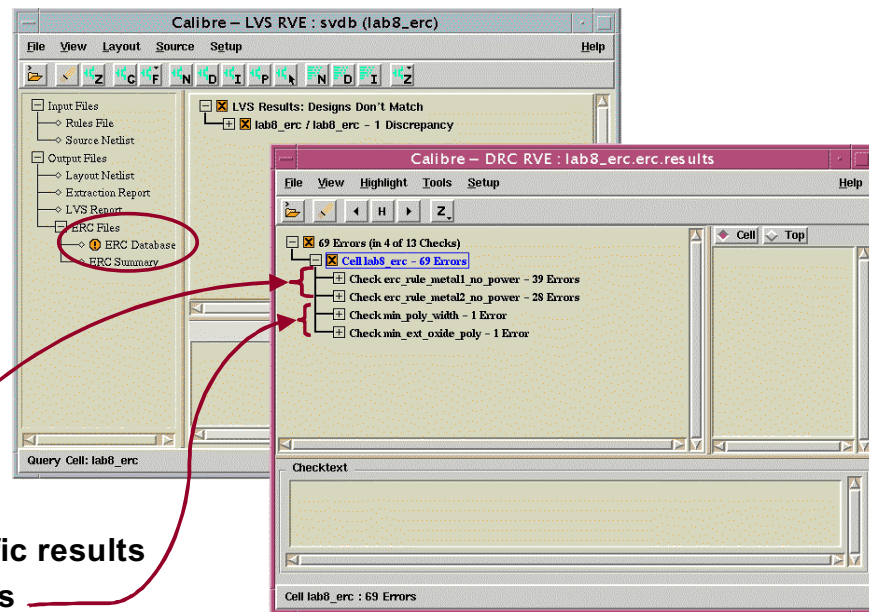 Calibre – LVS RVE : svdb (lab8_erc)
File View Layout Source Setup Help
Z C F N D I P N D I Z
Input Files
Rules File
Source Netlist
Output Files
Layout Netlist
Extraction Report
LVS Report
ERC Files
ERC Database
ERC Summary
LVS Results: Designs Don't Match
lab8_erc / lab8_erc – 1 Discrepancy
Query Cell: lab8_erc
Calibre – DRC RVE : lab8_erc.erc.results
File View Highlight Tools Setup Help
H Z
69 Errors (in 4 of 13 Checks)
Cell lab8_erc – 69 Errors
Check erc_rule_metal1_no_power – 39 Errors
Check erc_rule_metal2_no_power – 28 Errors
Check min_poly_width – 1 Error
Check min_ext_oxide_poly – 1 Error
Cell Top
Checktext
Cell lab8_erc : 69 Errors
ic results
s